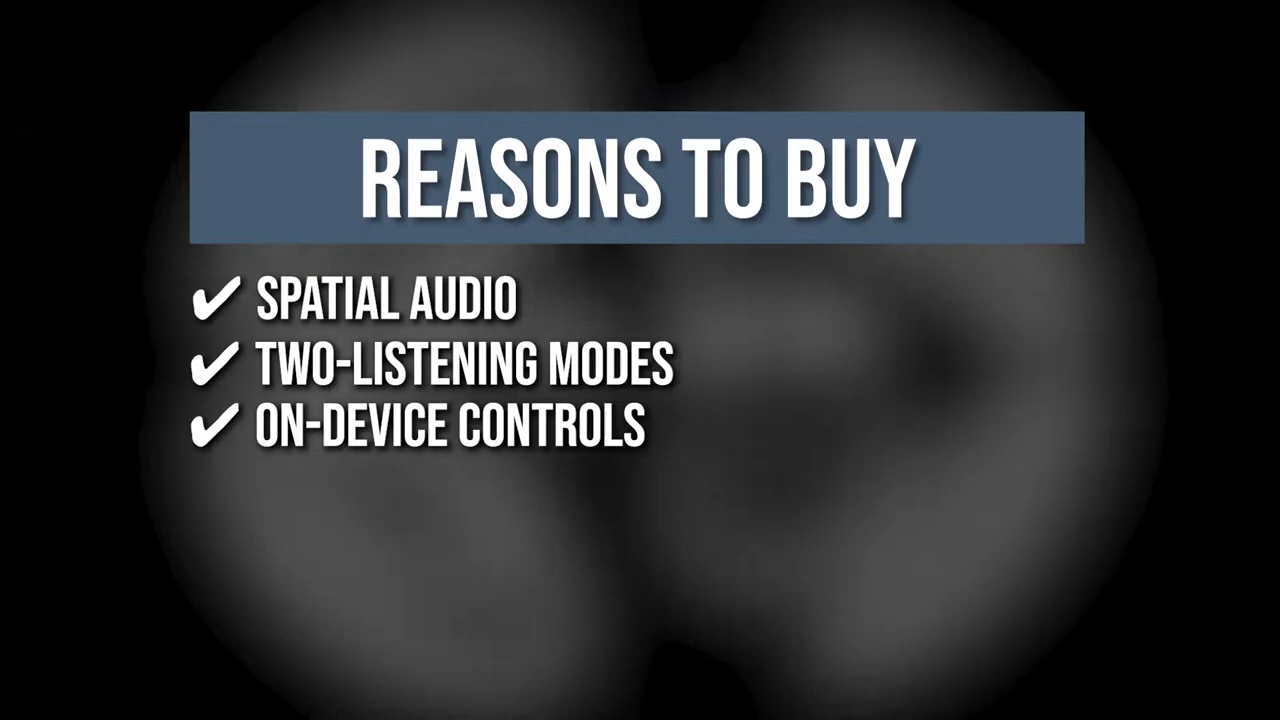 REASONS TO BUY
✔ SPATIAL AUDIO
✔ TWO-LISTENING MODES
✔ ON-DEVICE CONTROLS